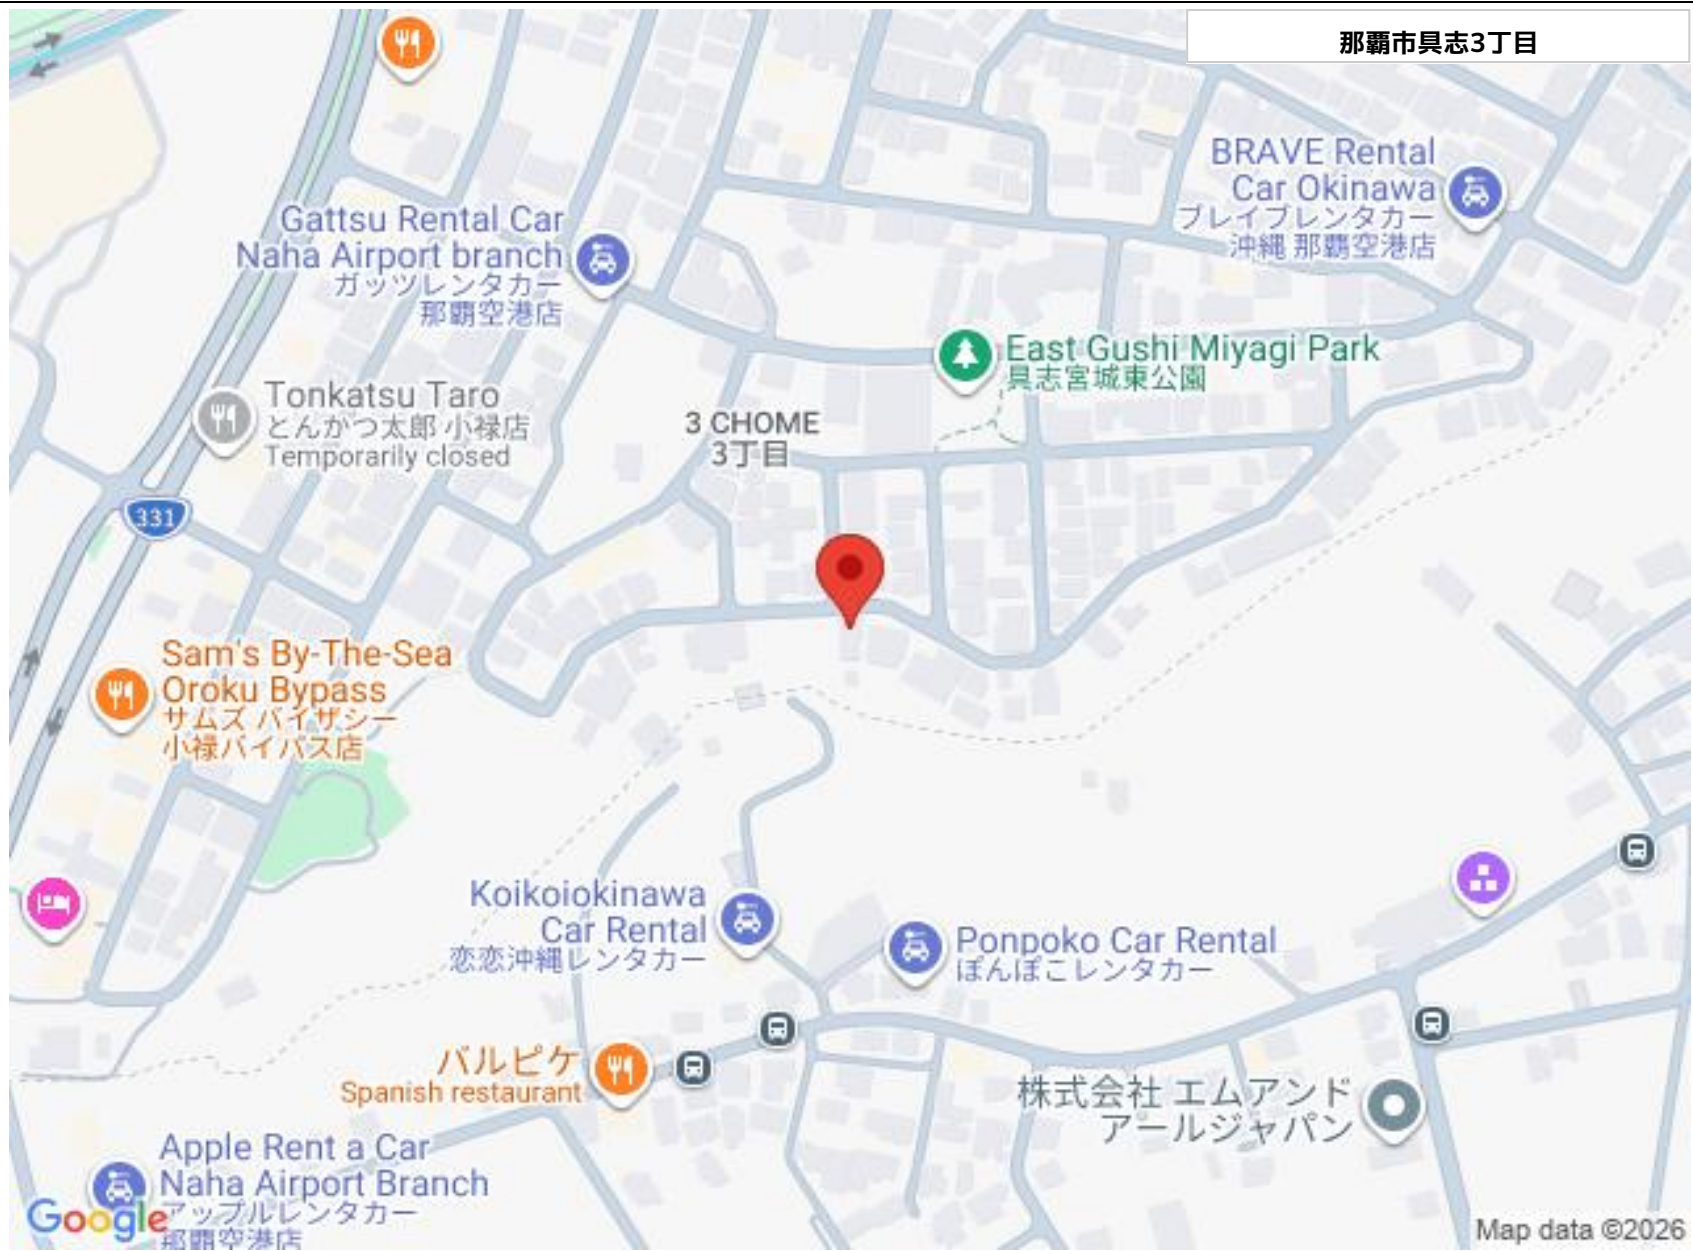 那覇市具志3丁目
BRAVE Rental
Car Okinawa
ブレイブレンタカー
沖縄 那覇空港店
Gattsu Rental Car
Naha Airport branch
ガッツレンタカー
那覇空港店
East Gushi Miyagi Park
具志宮城東公園
Tonkatsu Taro
とんかつ太郎 小禄店
Temporarily closed
3 CHOME
3丁目
331
Sam's By-The-Sea
Oroku Bypass
サムズ バイザシー
小禄バイパス店
Koikoiokinawa
Car Rental
恋恋沖縄レンタカー
Ponpoko Car Rental
ぽんぽこレンタカー
バルピケ
Spanish restaurant
株式会社 エムアンド
アールジャパン
Apple Rent a Car
Naha Airport Branch
アップルレンタカー
那覇空港店
Google
Map data ©2026